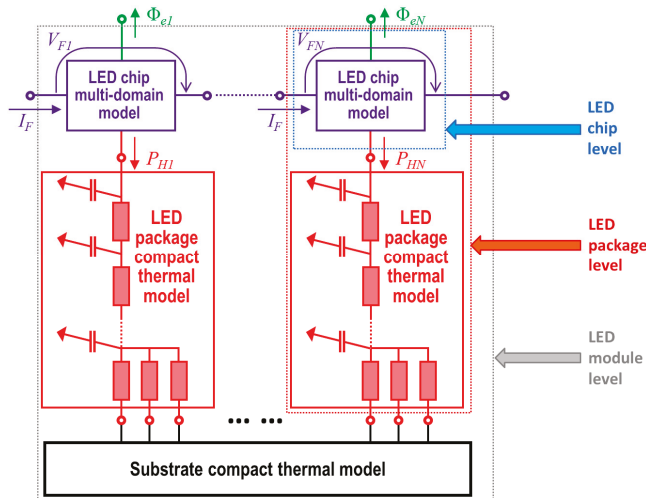 Φe1
ΦeN
VF1
VFN
LED chip
multi-domain
model
LED chip
multi-domain
model
IF
IF
LED
chip
level
PH1
PHN
LED
package
compact
thermal
model
LED
package
compact
thermal
model
LED
package
level
LED
module
level
Substrate compact thermal model